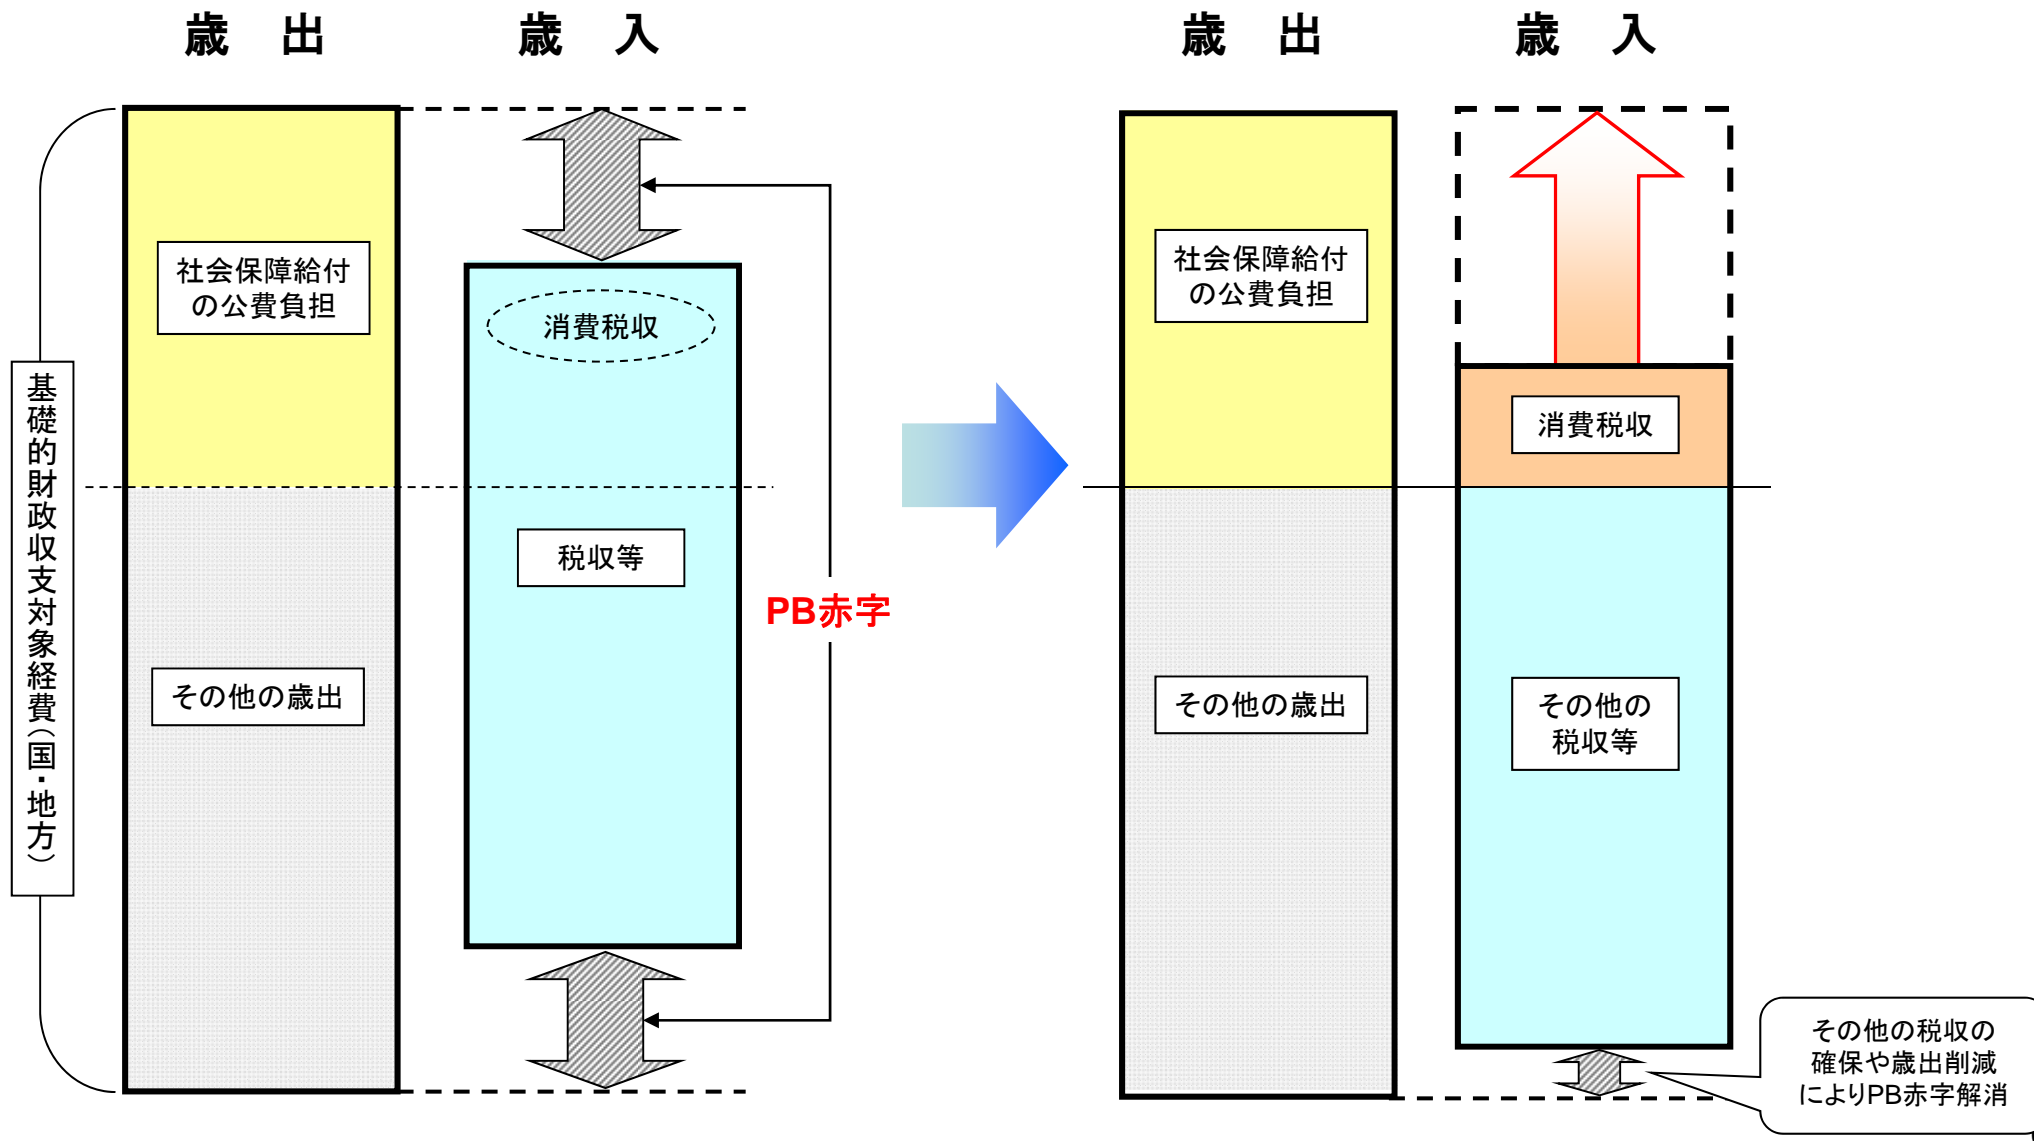 歳 出
歳 入
基礎的財政収支対象経費(国・地方)
社会保障給付
の公費負担
その他の歳出
消費税収
税収等
PB赤字
歳 出
歳 入
社会保障給付
の公費負担
その他の歳出
消費税収
その他の
税収等
その他の税収の
確保や歳出削減
によりPB赤字解消